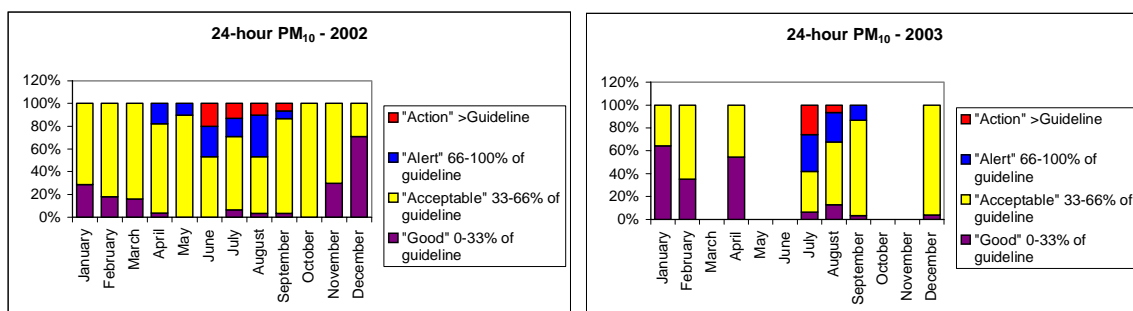 24-hour PM₁₀ - 2002
120%
100%
80%
60%
40%
20%
0%
January
February
March
April
May
June
July
August
September
October
November
December
"Action" >Guideline
"Alert" 66-100% of
guideline
"Acceptable" 33-66% of
guideline
"Good" 0-33% of
guideline
24-hour PM₁₀ - 2003
120%
100%
80%
60%
40%
20%
0%
January
February
March
April
May
June
July
August
September
October
November
December
"Action" >Guideline
"Alert" 66-100% of
guideline
"Acceptable" 33-66% of
guideline
"Good" 0-33% of
guideline